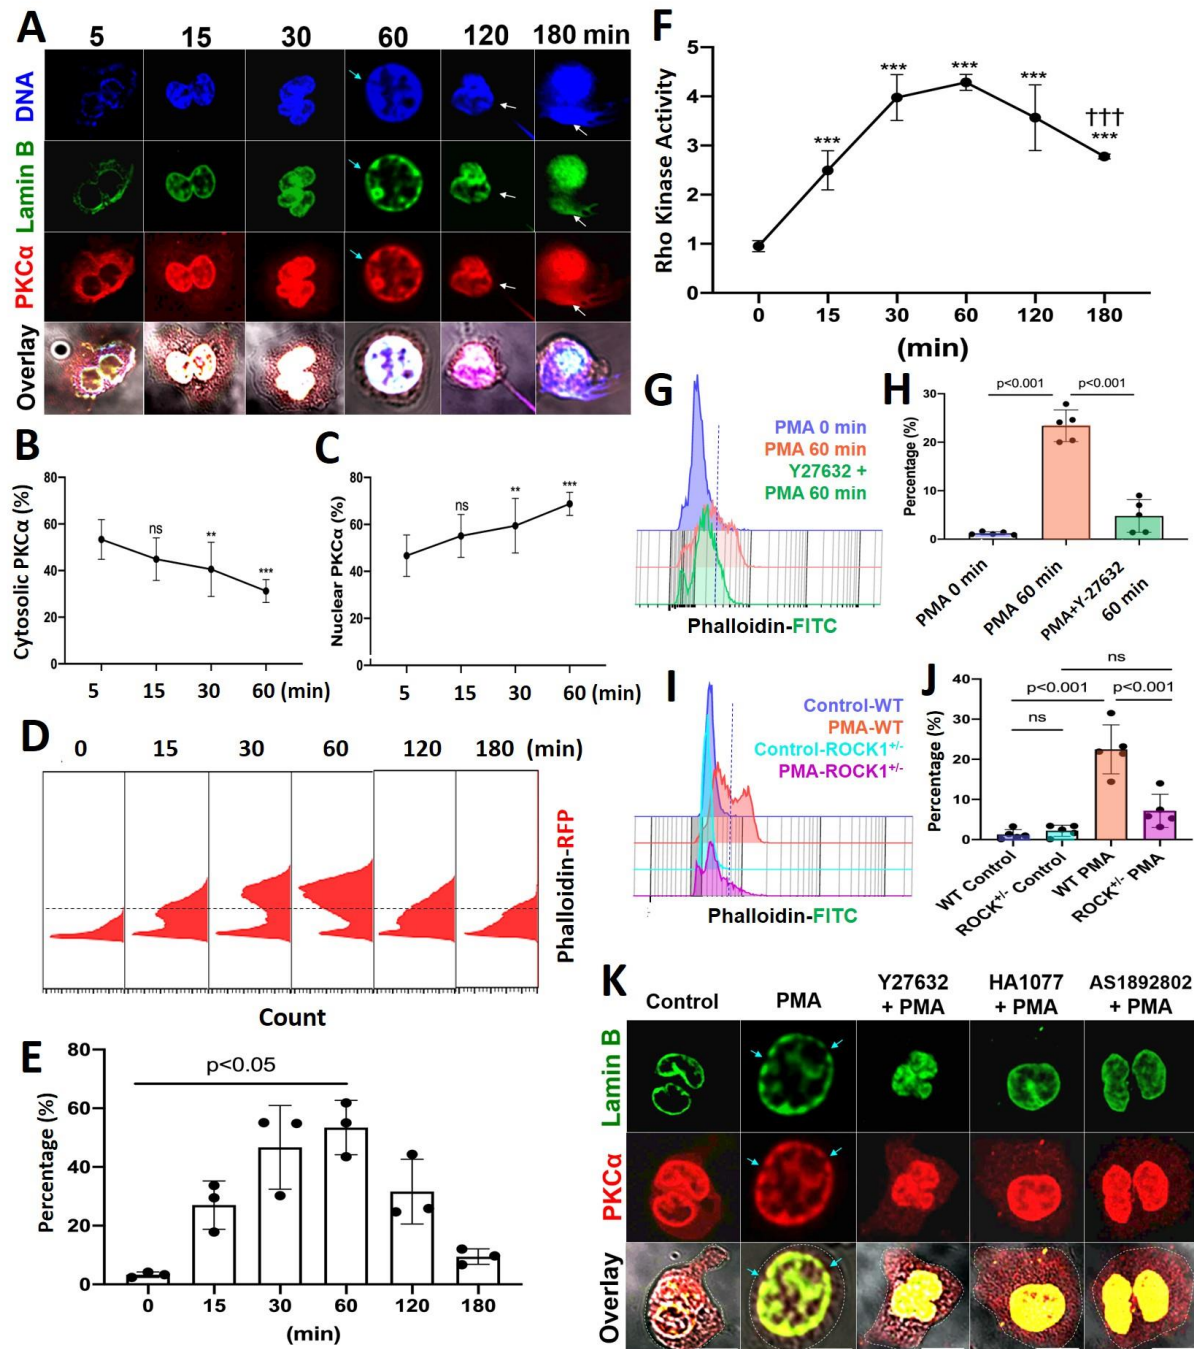 A
5 15 30 60 120 180 min
DNA
Lamin B
PKCα
Overlay
B
Cytosolic PKCα (%)
80
60
40
20
0
ns
**
***
5 15 30 60 (min)
C
Nuclear PKCα (%)
80
60
40
20
0
ns
**
***
5 15 30 60 (min)
D
0 15 30 60 120 180 (min)
Phalloidin-RFP
Count
E
Percentage (%)
80
60
40
20
0
p<0.05
0 15 30 60 120 180
(min)
F
Rho Kinase Activity
5
4
3
2
1
0
***
***
***
***
†††
***
0 15 30 60 120 180
(min)
G
PMA 0 min
PMA 60 min
Y27632 +
PMA 60 min
Phalloidin-FITC
H
Percentage (%)
30
20
10
0
p<0.001 p<0.001
PMA 0 min
PMA 60 min
PMA+Y-27632
60 min
I
Control-WT
PMA-WT
Control-ROCK1+/-
PMA-ROCK1+/-
Phalloidin-FITC
J
Percentage (%)
40
30
20
10
0
ns
p<0.001 p<0.001
ns
WT Control
ROCK+/- Control
WT PMA
ROCK+/- PMA
K
Control
PMA
Y27632
+ PMA
HA1077
+ PMA
AS1892802
+ PMA
Lamin B
PKCα
Overlay